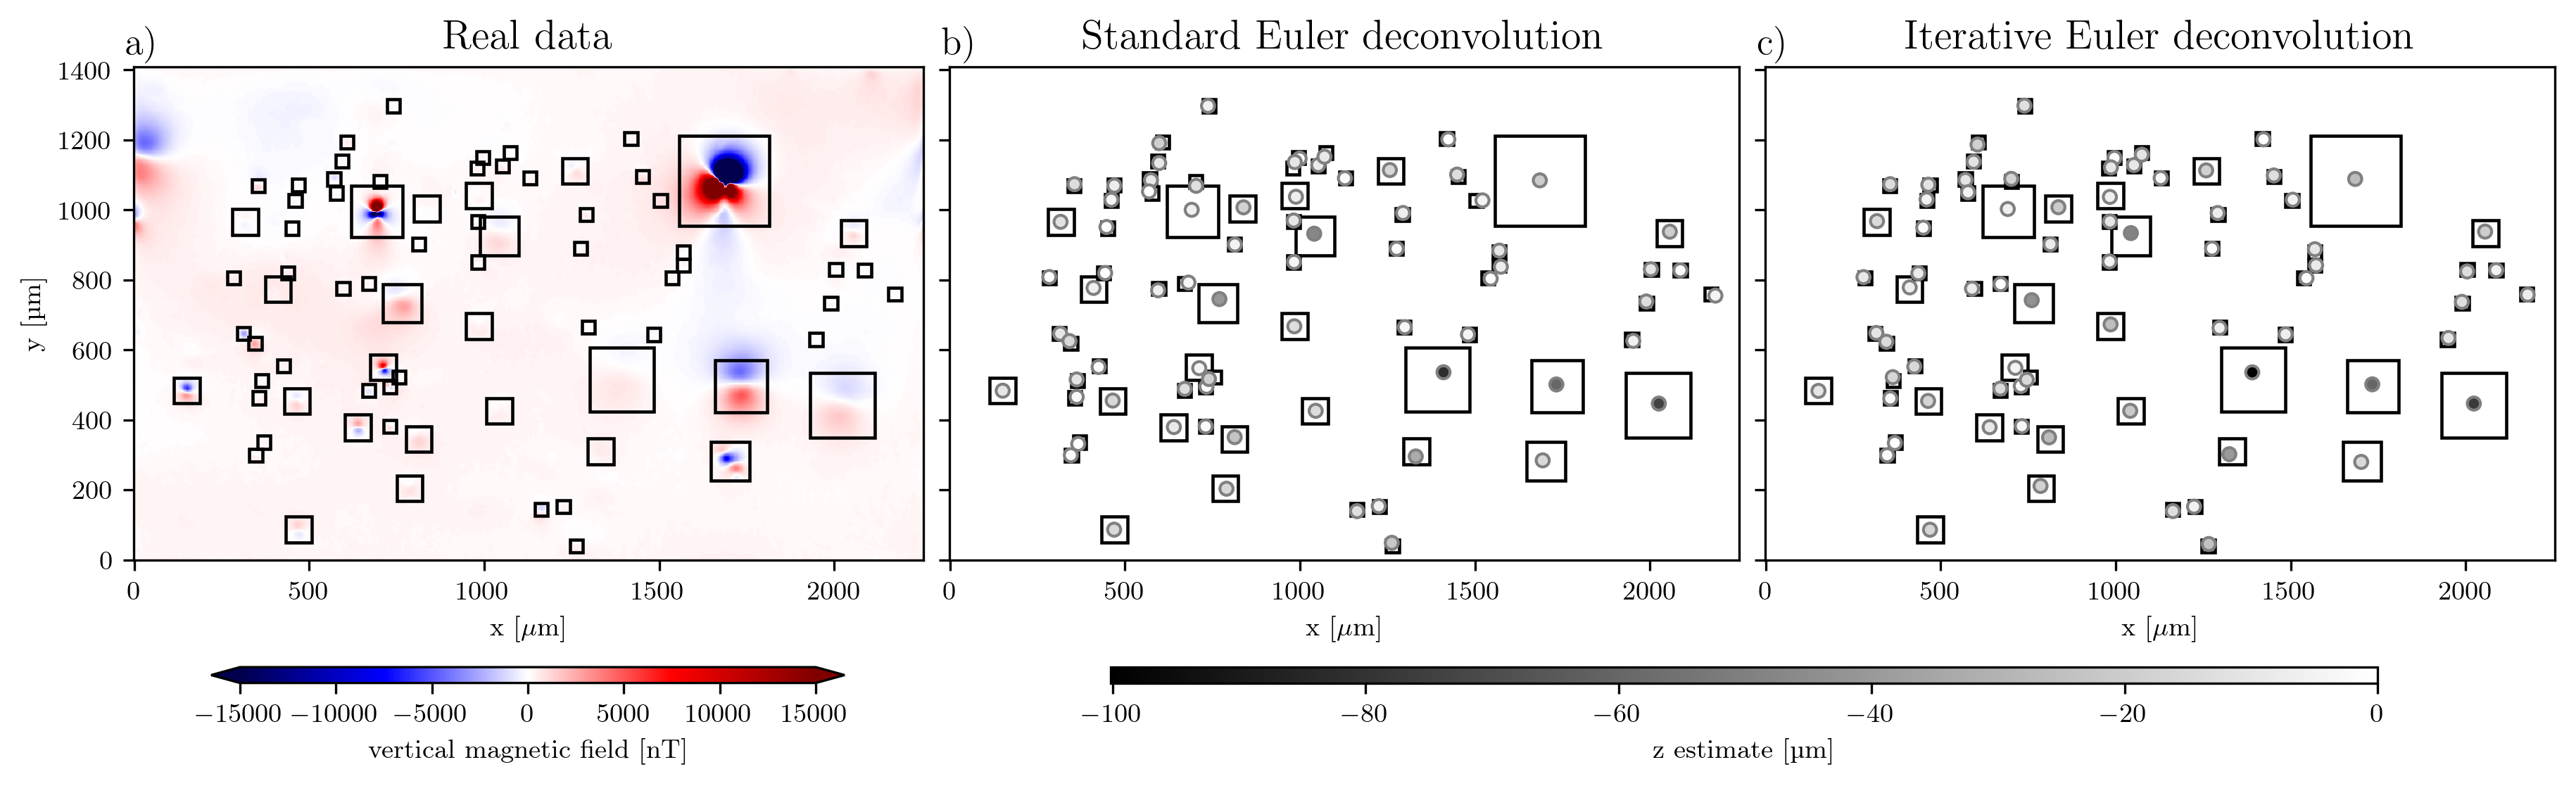 a) Real data
b) Standard Euler deconvolution
c) Iterative Euler deconvolution
1400
1200
1000
800
600
400
200
0
y [µm]
0 500 1000 1500 2000
0 500 1000 1500 2000
0 500 1000 1500 2000
x [µm]
x [µm]
x [µm]
−15000 −10000 −5000 0 5000 10000 15000
vertical magnetic field [nT]
−100 −80 −60 −40 −20 0
z estimate [µm]